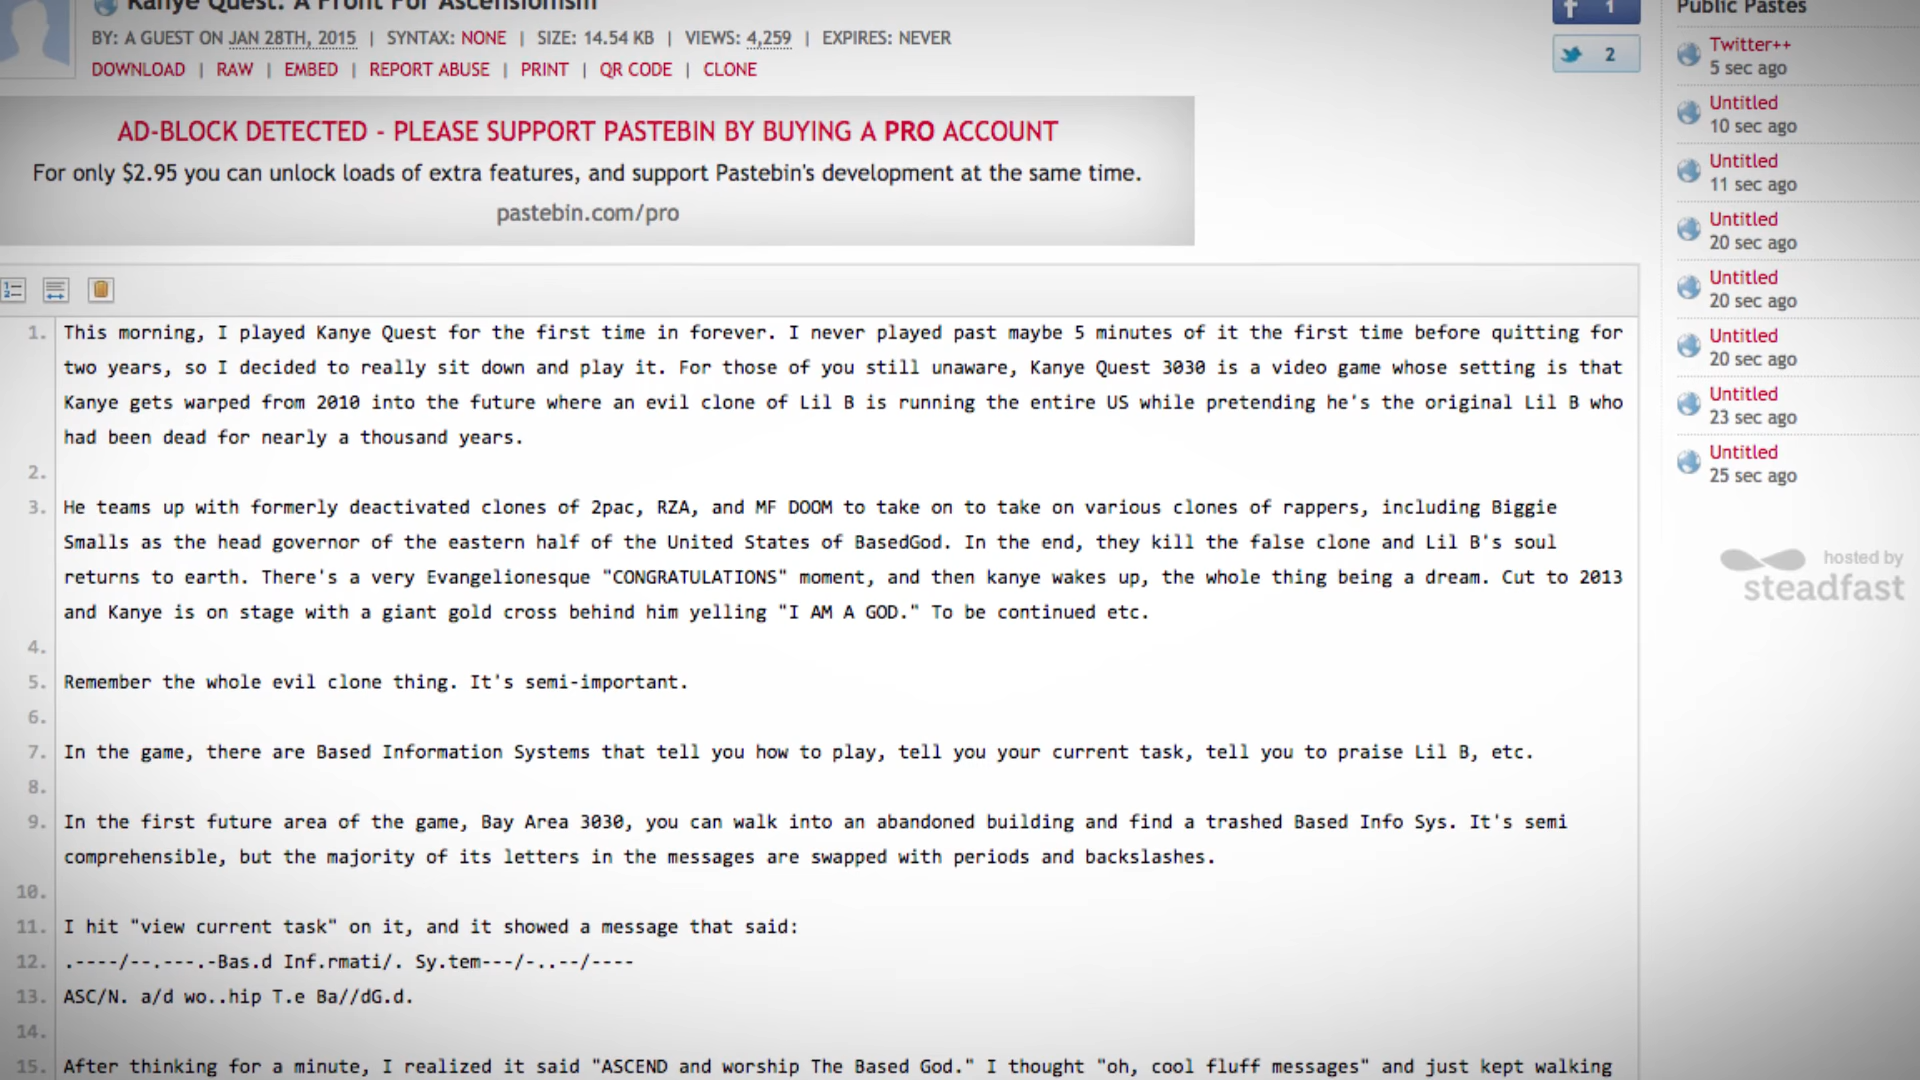 Kanye Quest: A Front For Ascensionism
BY: A GUEST ON JAN 28TH, 2015 | SYNTAX: NONE | SIZE: 14.54 KB | VIEWS: 4,259 | EXPIRES: NEVER
DOWNLOAD | RAW | EMBED | REPORT ABUSE | PRINT | QR CODE | CLONE
1
2
AD-BLOCK DETECTED - PLEASE SUPPORT PASTEBIN BY BUYING A PRO ACCOUNT
For only $2.95 you can unlock loads of extra features, and support Pastebin's development at the same time.
pastebin.com/pro
1. This morning, I played Kanye Quest for the first time in forever. I never played past maybe 5 minutes of it the first time before quitting for
two years, so I decided to really sit down and play it. For those of you still unaware, Kanye Quest 3030 is a video game whose setting is that
Kanye gets warped from 2010 into the future where an evil clone of Lil B is running the entire US while pretending he's the original Lil B who
had been dead for nearly a thousand years.
2.
3. He teams up with formerly deactivated clones of 2pac, RZA, and MF DOOM to take on to take on various clones of rappers, including Biggie
Smalls as the head governor of the eastern half of the United States of BasedGod. In the end, they kill the false clone and Lil B's soul
returns to earth. There's a very Evangelionesque "CONGRATULATIONS" moment, and then kanye wakes up, the whole thing being a dream. Cut to 2013
and Kanye is on stage with a giant gold cross behind him yelling "I AM A GOD." To be continued etc.
4.
5. Remember the whole evil clone thing. It's semi-important.
6.
7. In the game, there are Based Information Systems that tell you how to play, tell you your current task, tell you to praise Lil B, etc.
8.
9. In the first future area of the game, Bay Area 3030, you can walk into an abandoned building and find a trashed Based Info Sys. It's semi
comprehensible, but the majority of its letters in the messages are swapped with periods and backslashes.
10.
11. I hit "view current task" on it, and it showed a message that said:
12. .----/--.---.-Bas.d Inf.rmati/. Sy.tem---/-..--/----
13. ASC/N. a/d wo..hip T.e Ba//dG.d.
14.
15. After thinking for a minute, I realized it said "ASCEND and worship The Based God." I thought "oh, cool fluff messages" and just kept walking
Public Pastes
Twitter++
5 sec ago
Untitled
10 sec ago
Untitled
11 sec ago
Untitled
20 sec ago
Untitled
20 sec ago
Untitled
20 sec ago
Untitled
23 sec ago
Untitled
25 sec ago
hosted by
steadfast